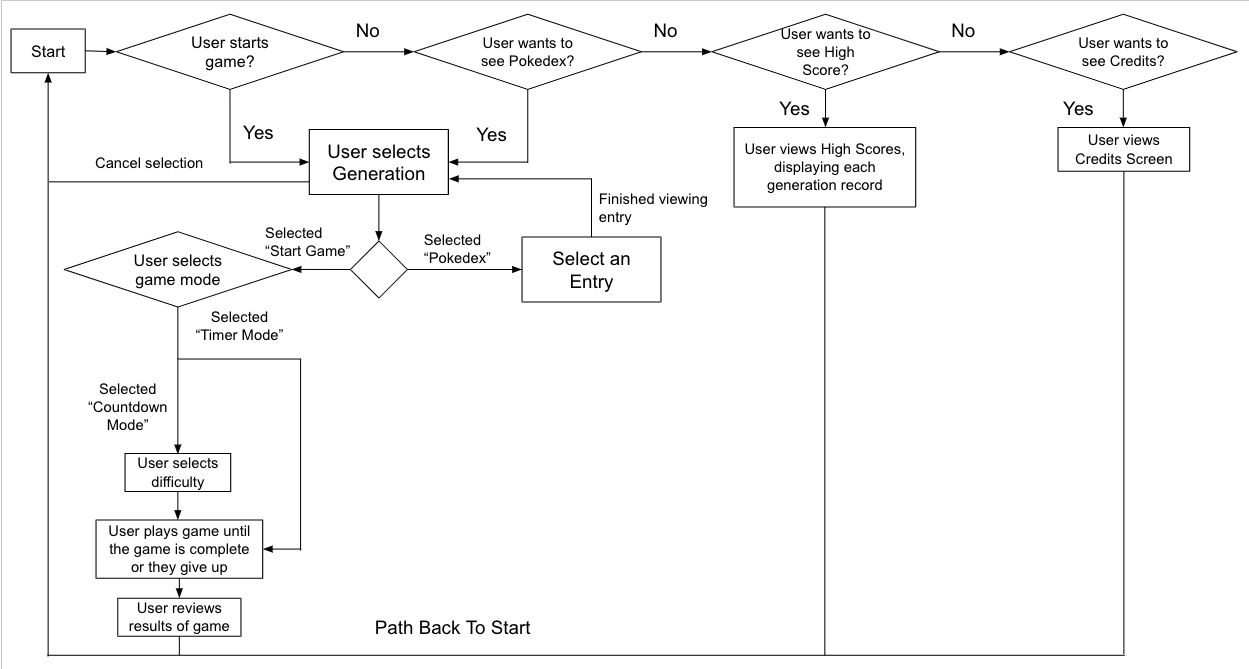 Start
User starts
game?
No
User wants to
see Pokedex?
No
User wants to
see High
Score?
No
User wants to
see Credits?
Yes
Yes
Yes
Yes
User selects
Generation
Cancel selection
User views High Scores,
displaying each
generation record
User views
Credits Screen
Finished viewing
entry
Selected
“Start Game”
Selected
“Pokedex”
User selects
game mode
Select an
Entry
Selected
“Timer Mode”
Selected
“Countdown
Mode”
User selects
difficulty
User plays game until
the game is complete
or they give up
User reviews
results of game
Path Back To Start